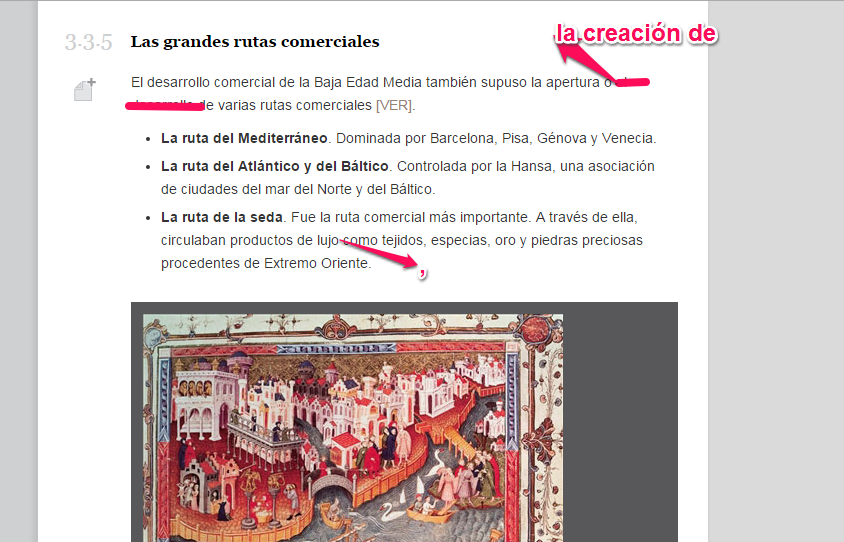 la creación de
3·3·5 Las grandes rutas comerciales
El desarrollo comercial de la Baja Edad Media también supuso la apertura o el
desarrollo de varias rutas comerciales [VER].
• La ruta del Mediterráneo. Dominada por Barcelona, Pisa, Génova y Venecia.
• La ruta del Atlántico y del Báltico. Controlada por la Hansa, una asociación
de ciudades del mar del Norte y del Báltico.
• La ruta de la seda. Fue la ruta comercial más importante. A través de ella,
circulaban productos de lujo como tejidos, especias, oro y piedras preciosas
procedentes de Extremo Oriente.
,